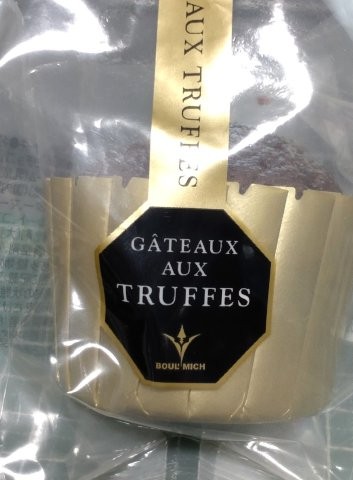 AUX TRUFFES
GÂTEAUX
AUX
TRUFFES
BOUL'MICH